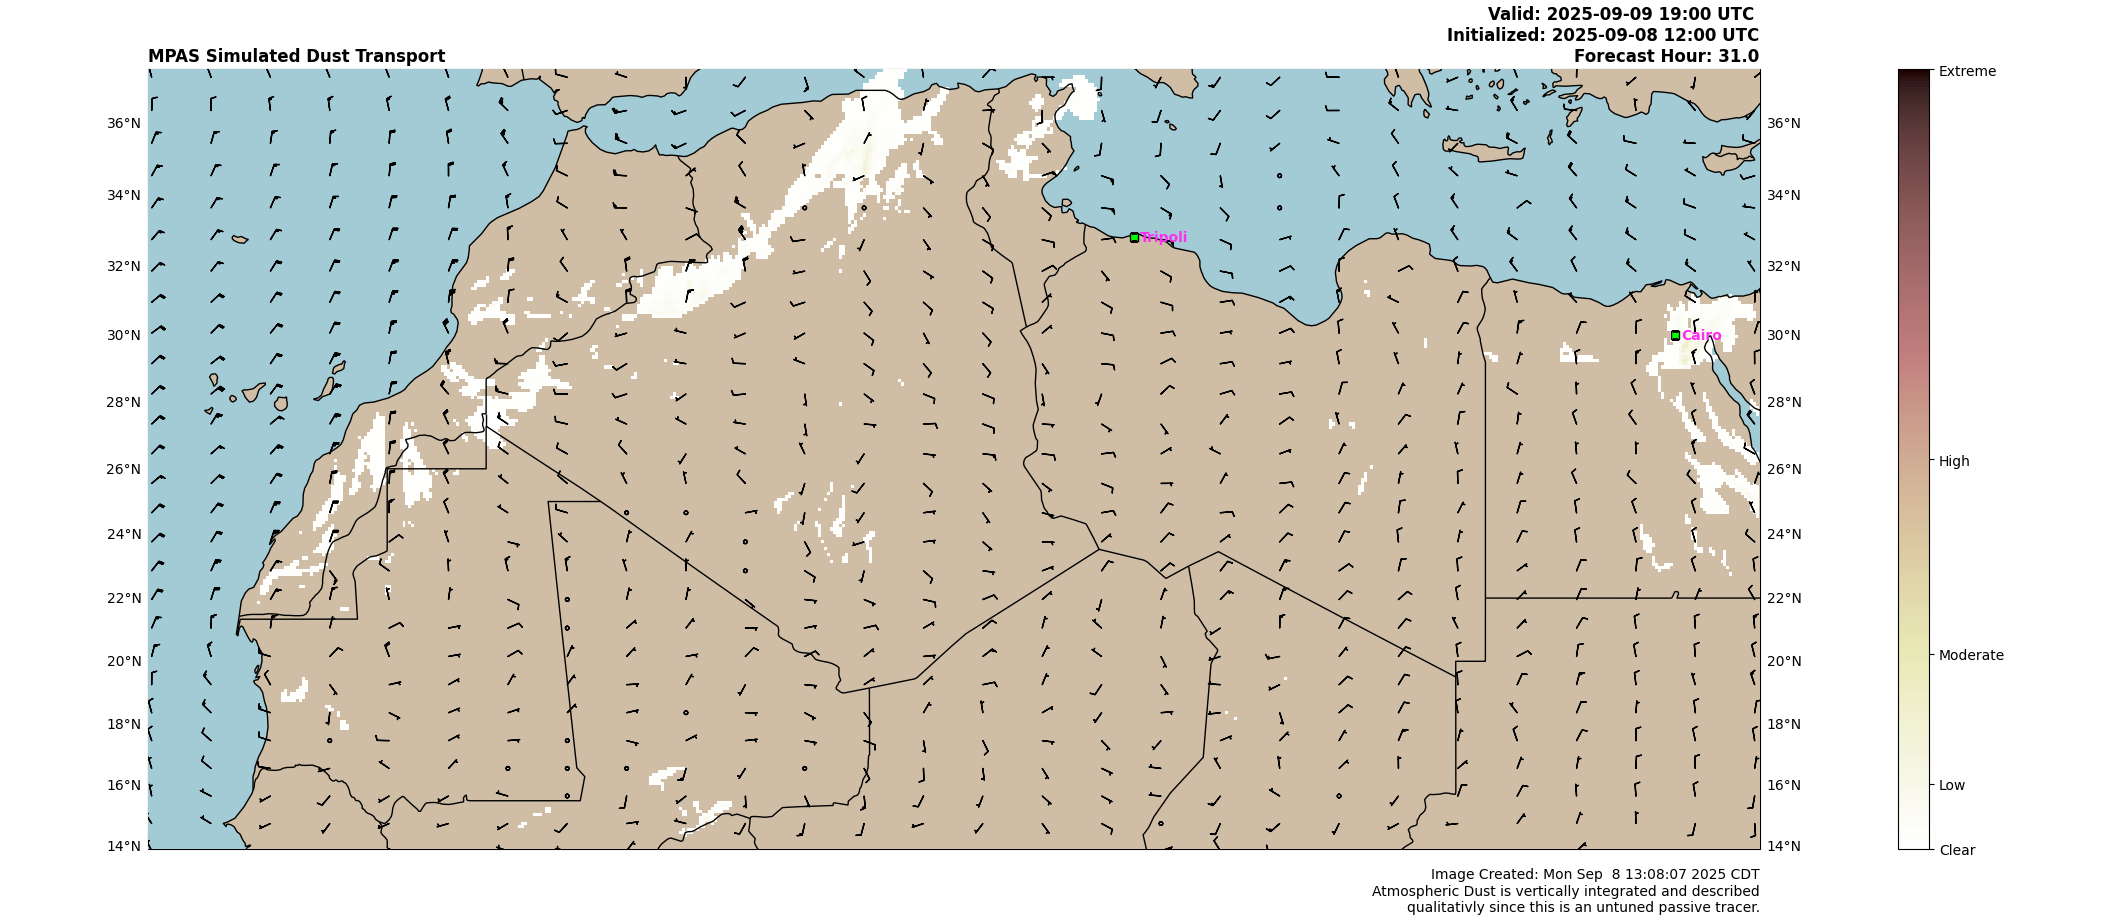 Valid: 2025-09-09 19:00 UTC
Initialized: 2025-09-08 12:00 UTC
MPAS Simulated Dust Transport
Forecast Hour: 31.0
Extreme
36°N
36°N
34°N
34°N
Tripoli
32°N
32°N
30°N
Cairo
30°N
28°N
28°N
High
26°N
26°N
24°N
24°N
22°N
22°N
Moderate
20°N
20°N
18°N
18°N
16°N
16°N
Low
14°N
14°N
Clear
Image Created: Mon Sep  8 13:08:07 2025 CDT
Atmospheric Dust is vertically integrated and described
qualitativly since this is an untuned passive tracer.